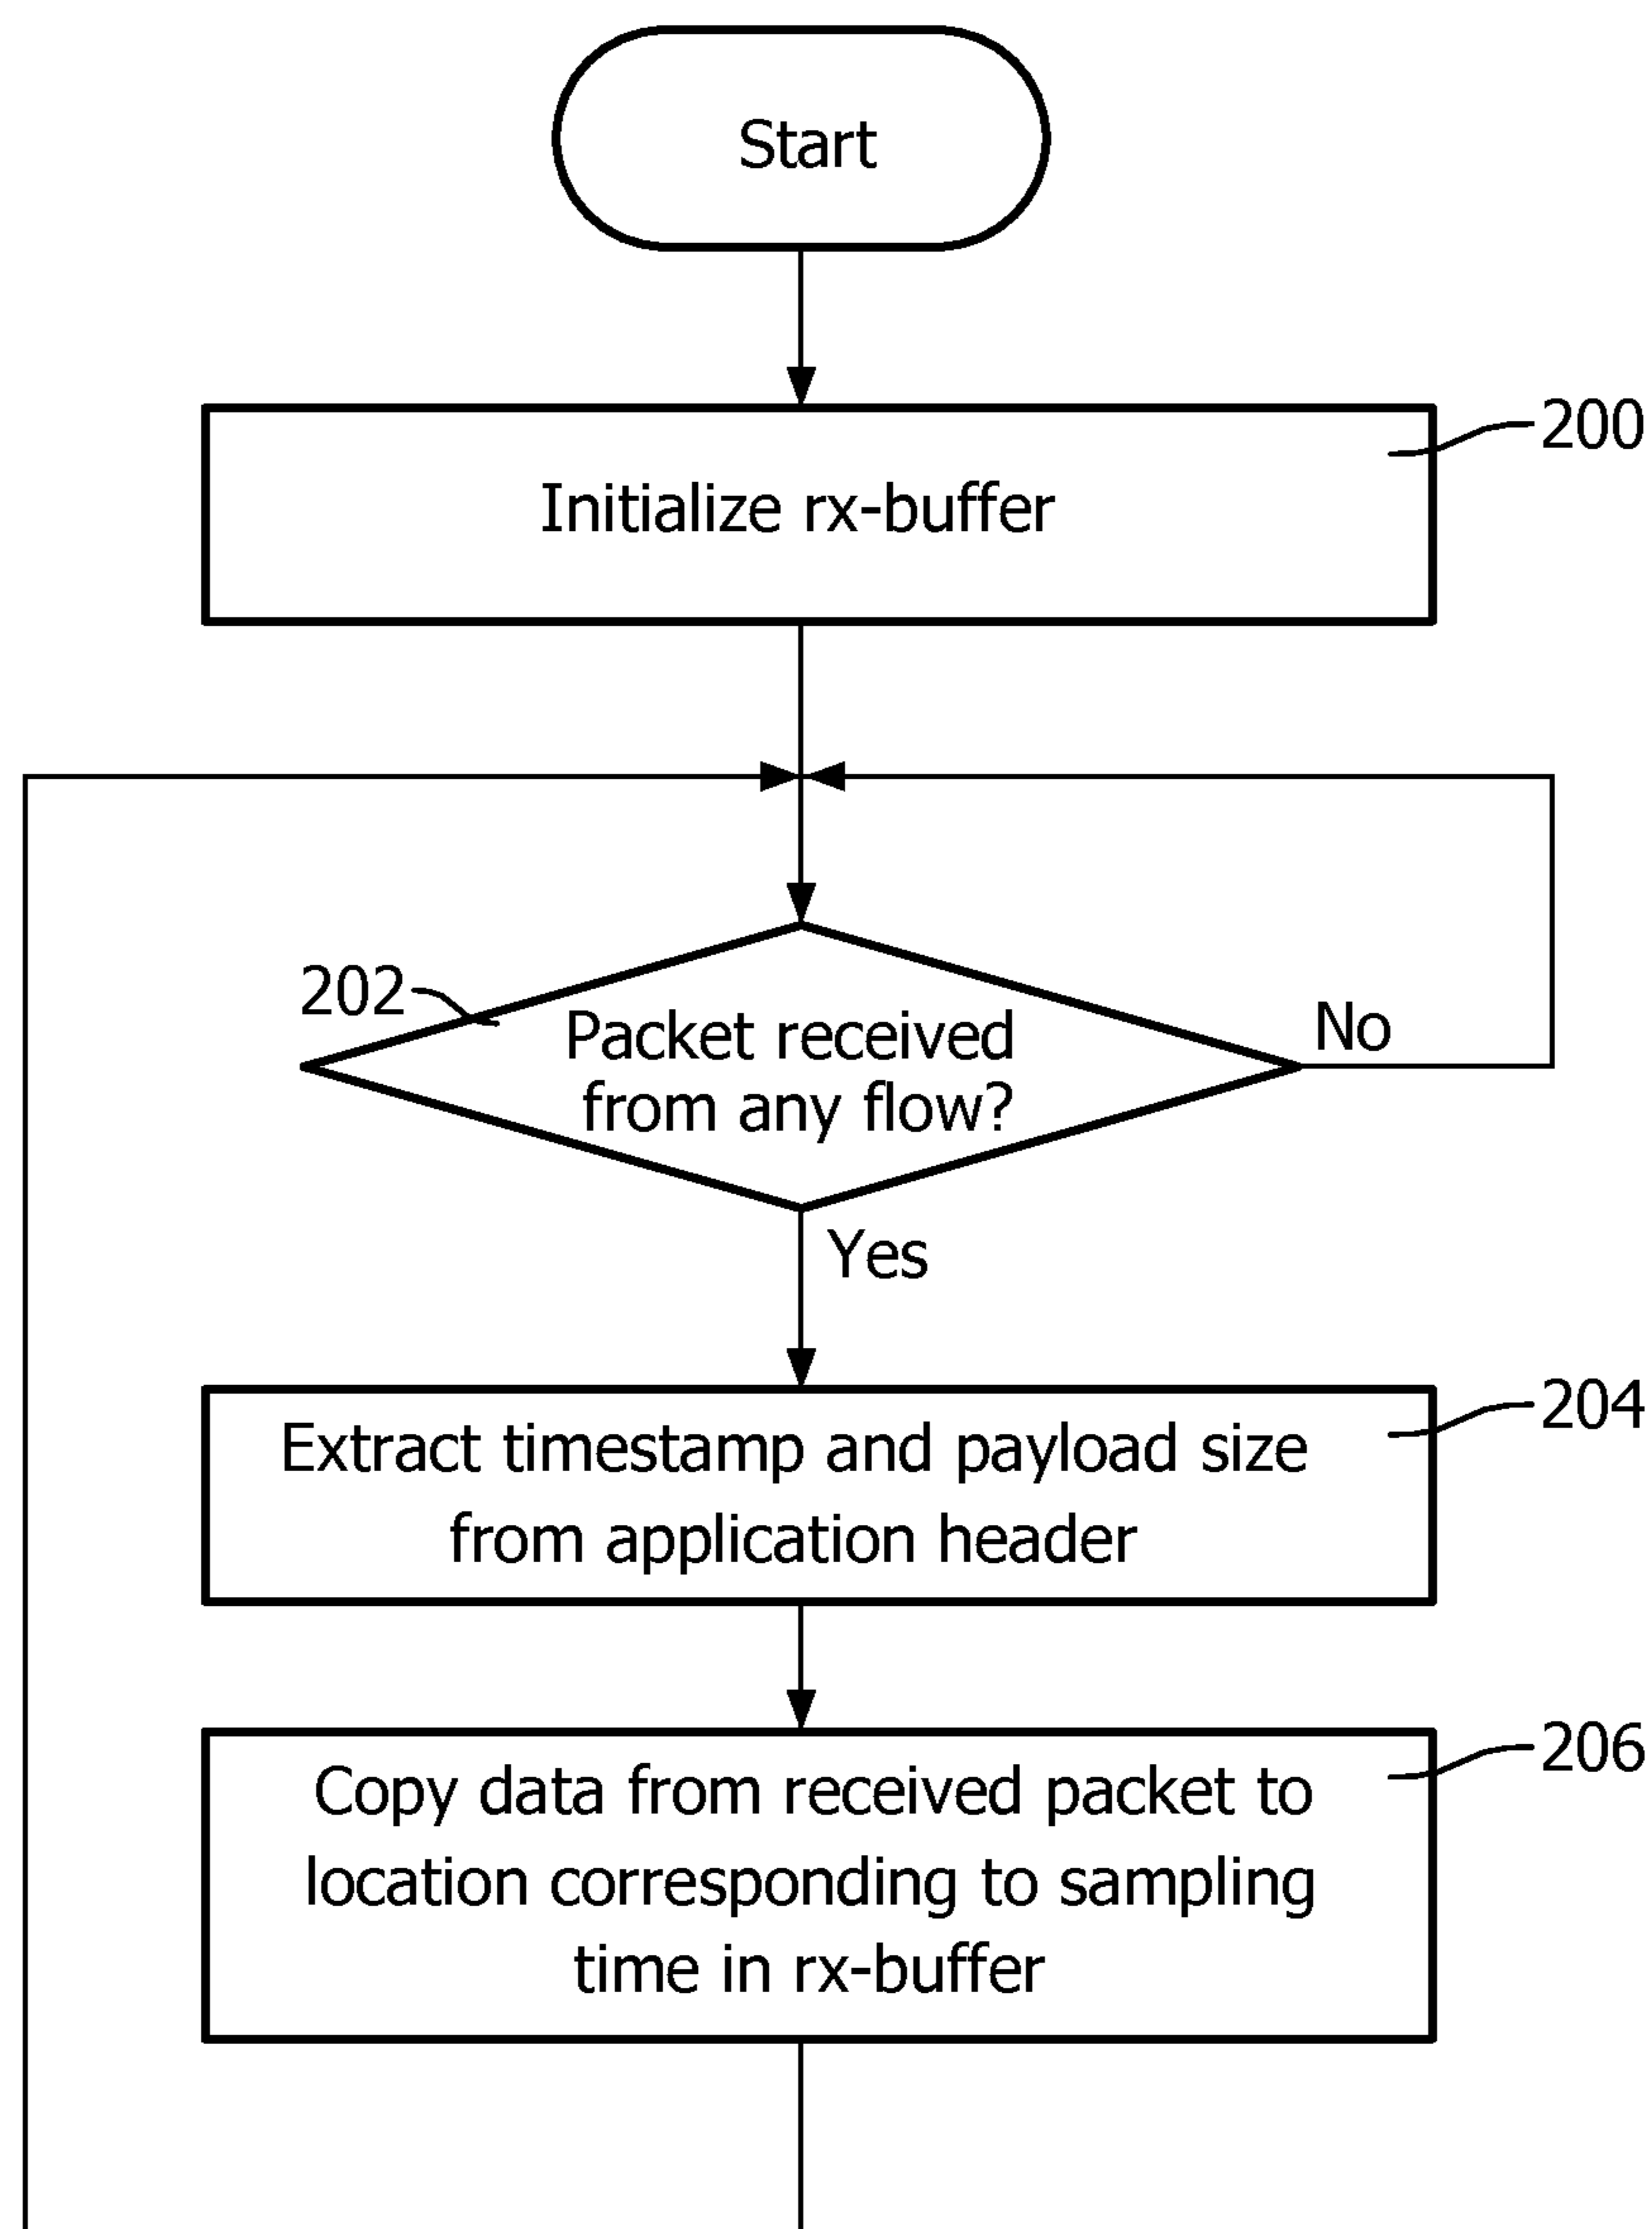 Start
200
Initialize rx-buffer
202
Packet received
from any flow?
No
Yes
204
Extract timestamp and payload size
from application header
206
Copy data from received packet to
location corresponding to sampling
time in rx-buffer